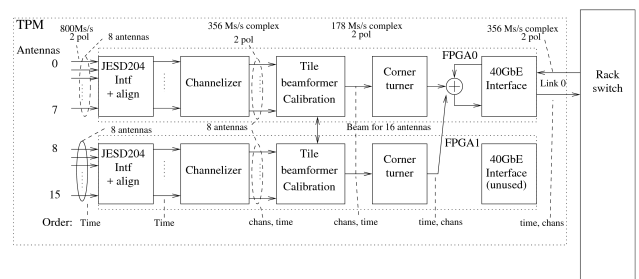 TPM
800Ms/s
2 pol
8 antennas
356 Ms/s complex
2 pol
178 Ms/s complex
2 pol
356 Ms/s complex
2 pol
Antennas
0
7
JESD204
Intf
+ align
Channelizer
Tile
beamformer
Calibration
Corner
turner
FPGA0
40GbE
Interface
Link 0
Rack
switch
8 antennas
8 antennas
Beam for 16 antennas
FPGA1
8
15
JESD204
Intf
+ align
Channelizer
Tile
beamformer
Calibration
Corner
turner
40GbE
Interface
(unused)
Order:
Time
Time
chans, time
chans, time
time, chans
time, chans